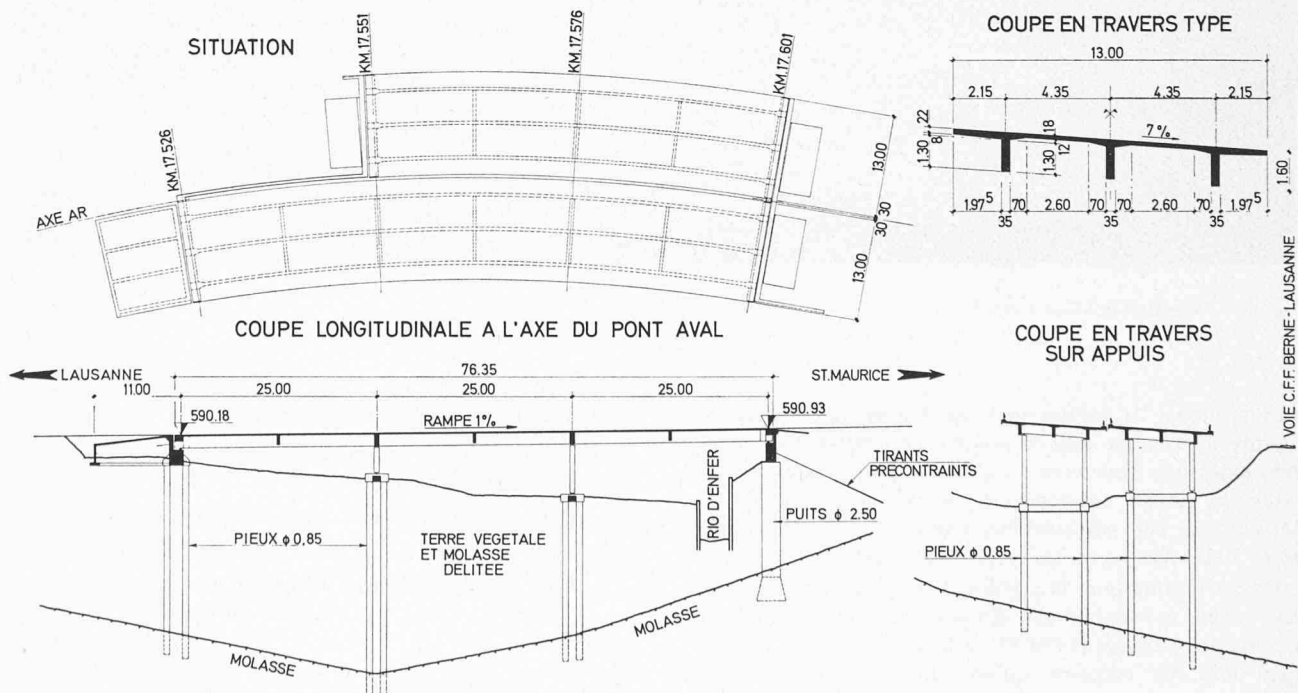 SITUATION
KM.17.551
KM.17.576
KM.17.601
KM.17.526
AXE AR
13.00
30
30
13.00
COUPE EN TRAVERS TYPE
13.00
2.15 4.35 4.35 2.15
22
8
1.30
18
12
1.30
7%
1.60
1.97⁵ 70 2.60 70 70 2.60 70 1.97⁵
35 35 35
VOIE C.F.F. BERNE-LAUSANNE
COUPE LONGITUDINALE A L'AXE DU PONT AVAL
LAUSANNE
76.35
ST.MAURICE
11.00 25.00 25.00 25.00
590.18
RAMPE 1%
590.93
TIRANTS
PRECONTRAINTS
RIO D'ENFER
PUITS ϕ 2.50
PIEUX ϕ 0.85
TERRE VEGETALE
ET MOLASSE
DELITEE
MOLASSE
MOLASSE
COUPE EN TRAVERS
SUR APPUIS
PIEUX ϕ 0.85